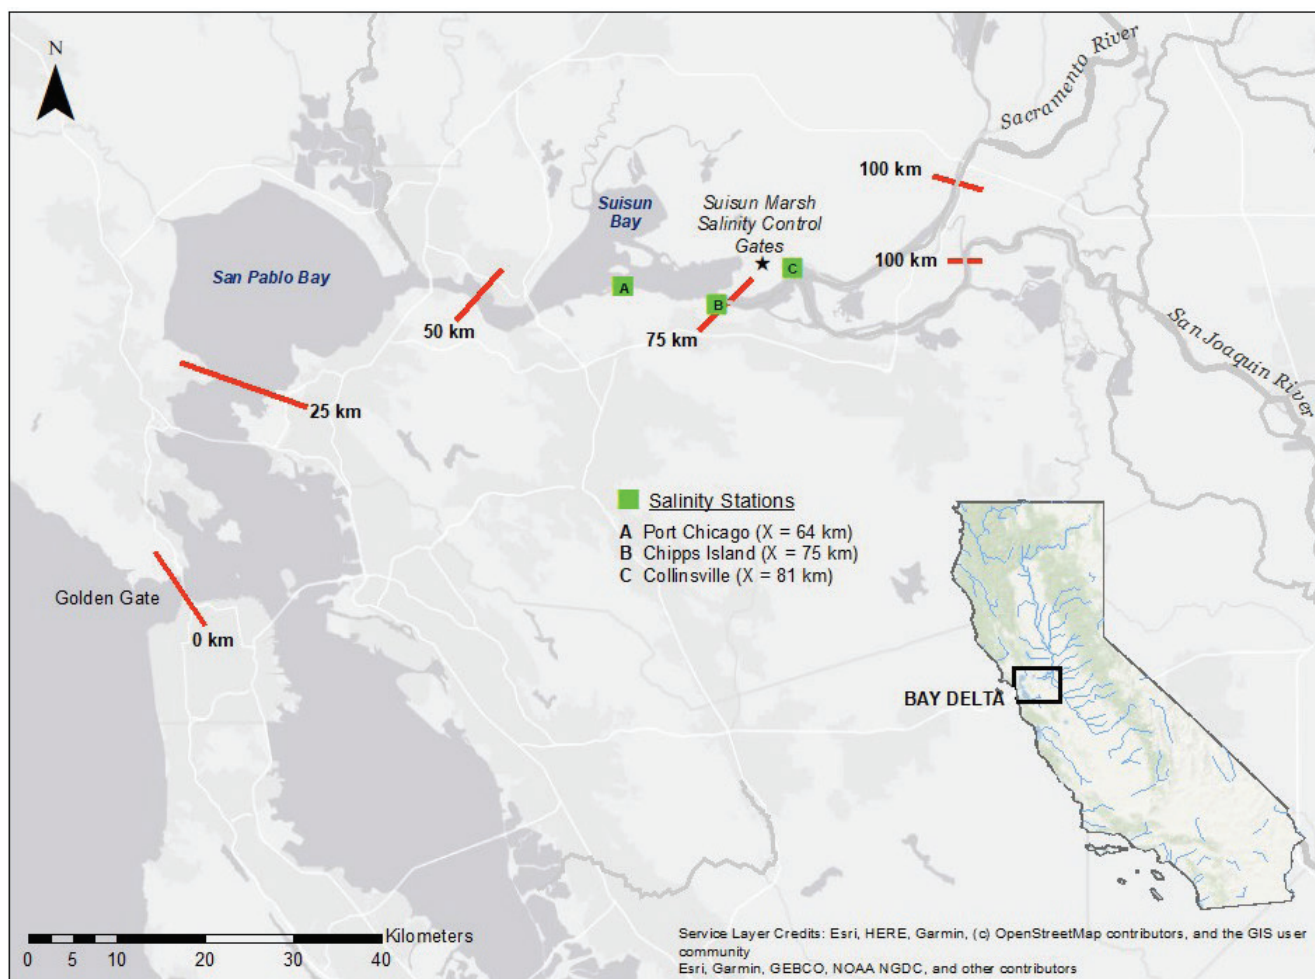 N
Sacramento River
100 km
Suisun
Bay
Suisun Marsh
Salinity Control
Gates
San Pablo Bay
C
100 km
A
B
50 km
75 km
San Joaquin River
25 km
Salinity Stations
A Port Chicago (X = 64 km)
B Chipps Island (X = 75 km)
C Collinsville (X = 81 km)
Golden Gate
0 km
BAY DELTA
Kilometers
0 5 10 20 30 40
Service Layer Credits: Esri, HERE, Garmin, (c) OpenStreetMap contributors, and the GIS user
community
Esri, Garmin, GEBCO, NOAA NGDC, and other contributors